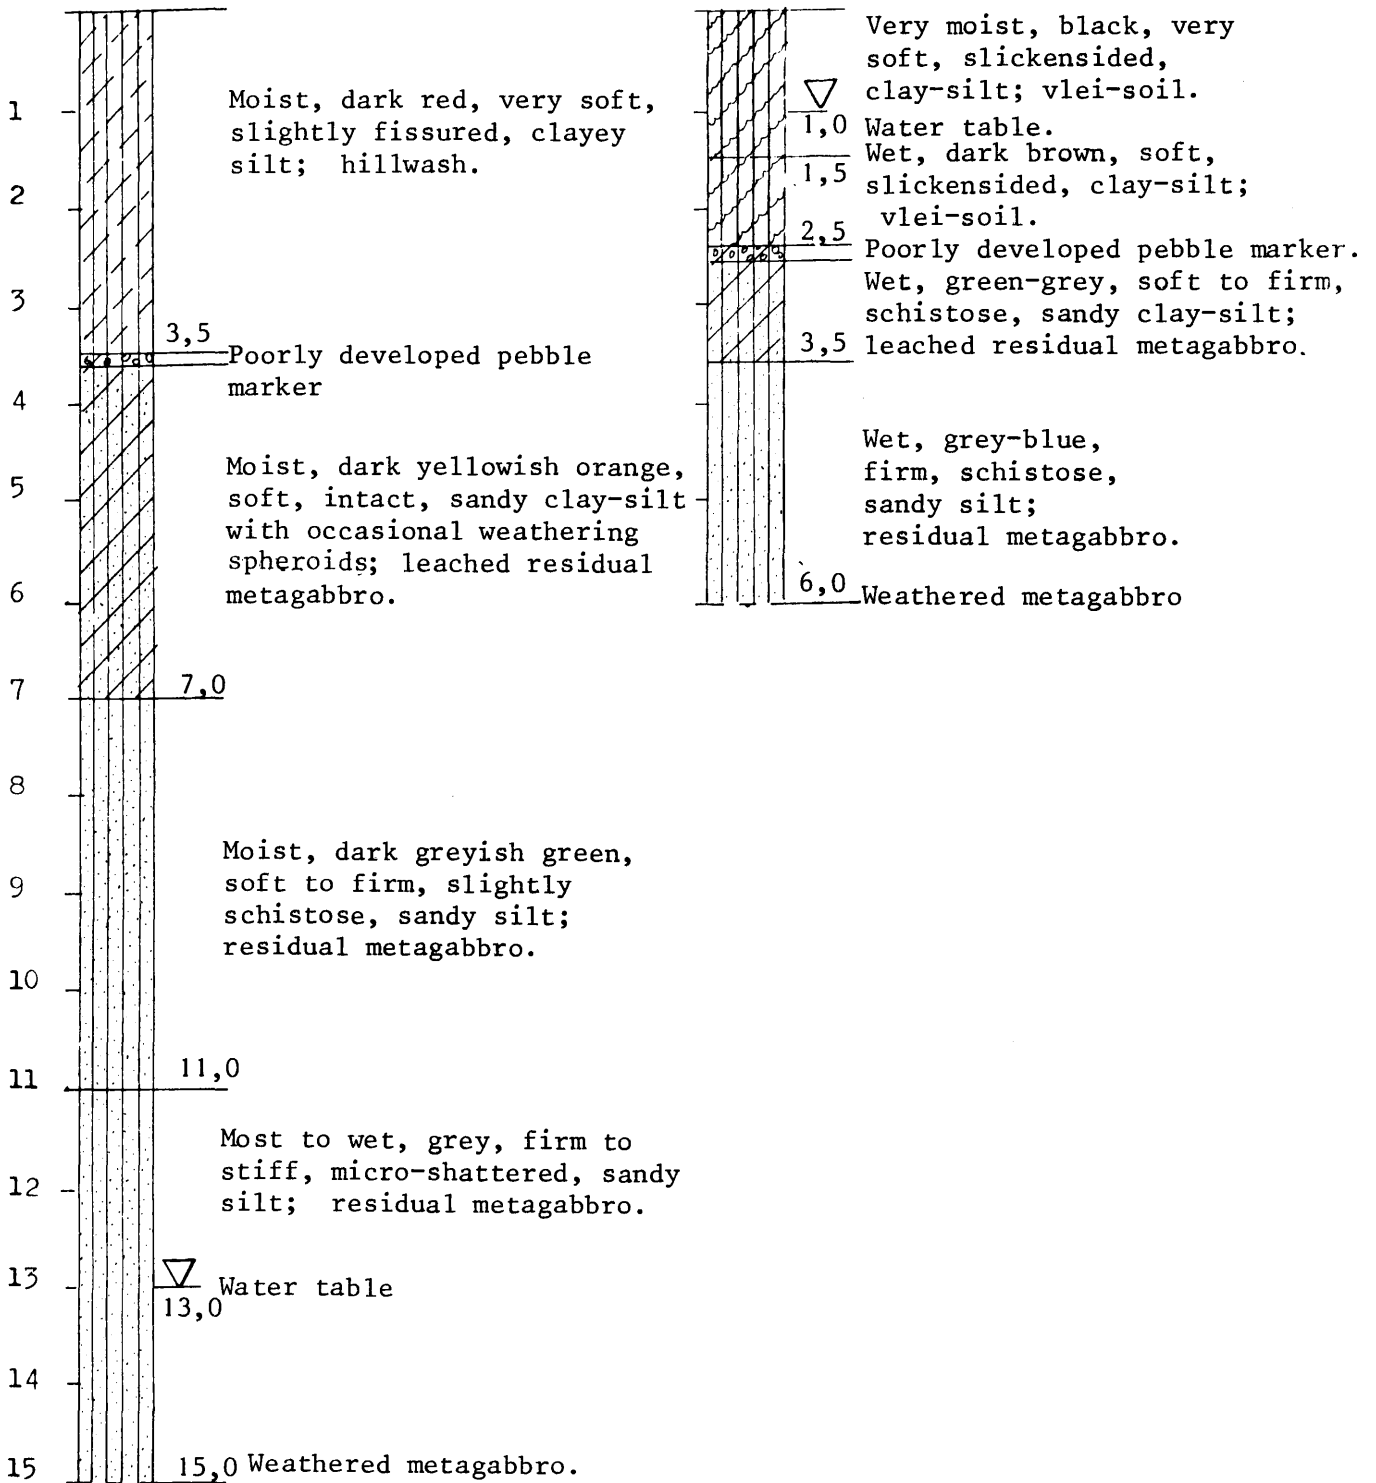 1
2
3
4
5
6
7
8
9
10
11
12
13
14
15
Moist, dark red, very soft,
slightly fissured, clayey
silt; hillwash.
3,5
Poorly developed pebble
marker
Moist, dark yellowish orange,
soft, intact, sandy clay-silt
with occasional weathering
spheroids; leached residual
metagabbro.
7,0
Moist, dark greyish green,
soft to firm, slightly
schistose, sandy silt;
residual metagabbro.
11,0
Most to wet, grey, firm to
stiff, micro-shattered, sandy
silt; residual metagabbro.
Water table
13,0
15,0 Weathered metagabbro.
Very moist, black, very
soft, slickensided,
clay-silt; vlei-soil.
1,0 Water table.
Wet, dark brown, soft,
1,5 slickensided, clay-silt;
vlei-soil.
2,5
Poorly developed pebble marker.
Wet, green-grey, soft to firm,
schistose, sandy clay-silt;
3,5 leached residual metagabbro.
Wet, grey-blue,
firm, schistose,
sandy silt;
residual metagabbro.
6,0 Weathered metagabbro